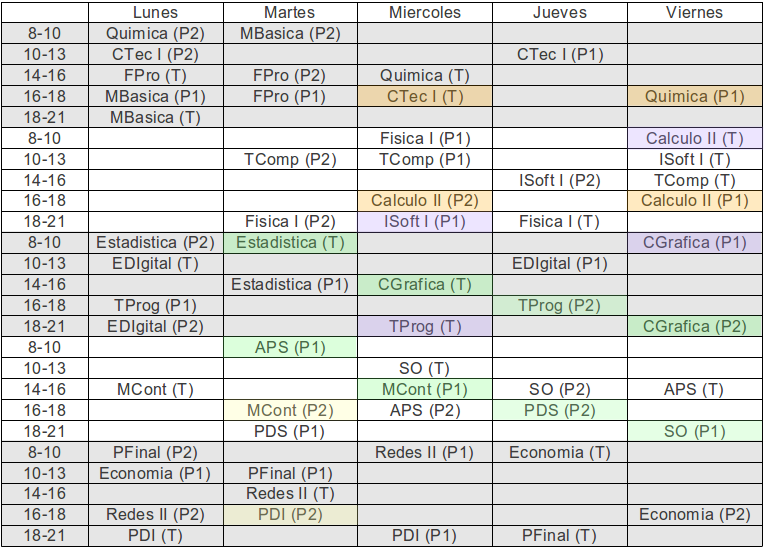 Lunes Martes Miercoles Jueves Viernes
8-10 Quimica (P2) MBasica (P2)
10-13 CTec I (P2) CTec I (P1)
14-16 FPro (T) FPro (P2) Quimica (T)
16-18 MBasica (P1) FPro (P1) CTec I (T) Quimica (P1)
18-21 MBasica (T)
8-10 Fisica I (P1) Calculo II (T)
10-13 TComp (P2) TComp (P1) ISoft I (T)
14-16 ISoft I (P2) TComp (T)
16-18 Calculo II (P2) Calculo II (P1)
18-21 Fisica I (P2) ISoft I (P1) Fisica I (T)
8-10 Estadistica (P2) Estadistica (T) CGrafica (P1)
10-13 EDIgital (T) EDIgital (P1)
14-16 Estadistica (P1) CGrafica (T)
16-18 TProg (P1) TProg (P2)
18-21 EDIgital (P2) TProg (T) CGrafica (P2)
8-10 APS (P1)
10-13 SO (T)
14-16 MCont (T) MCont (P1) SO (P2) APS (T)
16-18 MCont (P2) APS (P2) PDS (P2)
18-21 PDS (P1) SO (P1)
8-10 PFinal (P2) Redes II (P1) Economia (T)
10-13 Economia (P1) PFinal (P1)
14-16 Redes II (T)
16-18 Redes II (P2) PDI (P2) Economia (P2)
18-21 PDI (T) PDI (P1) PFinal (T)